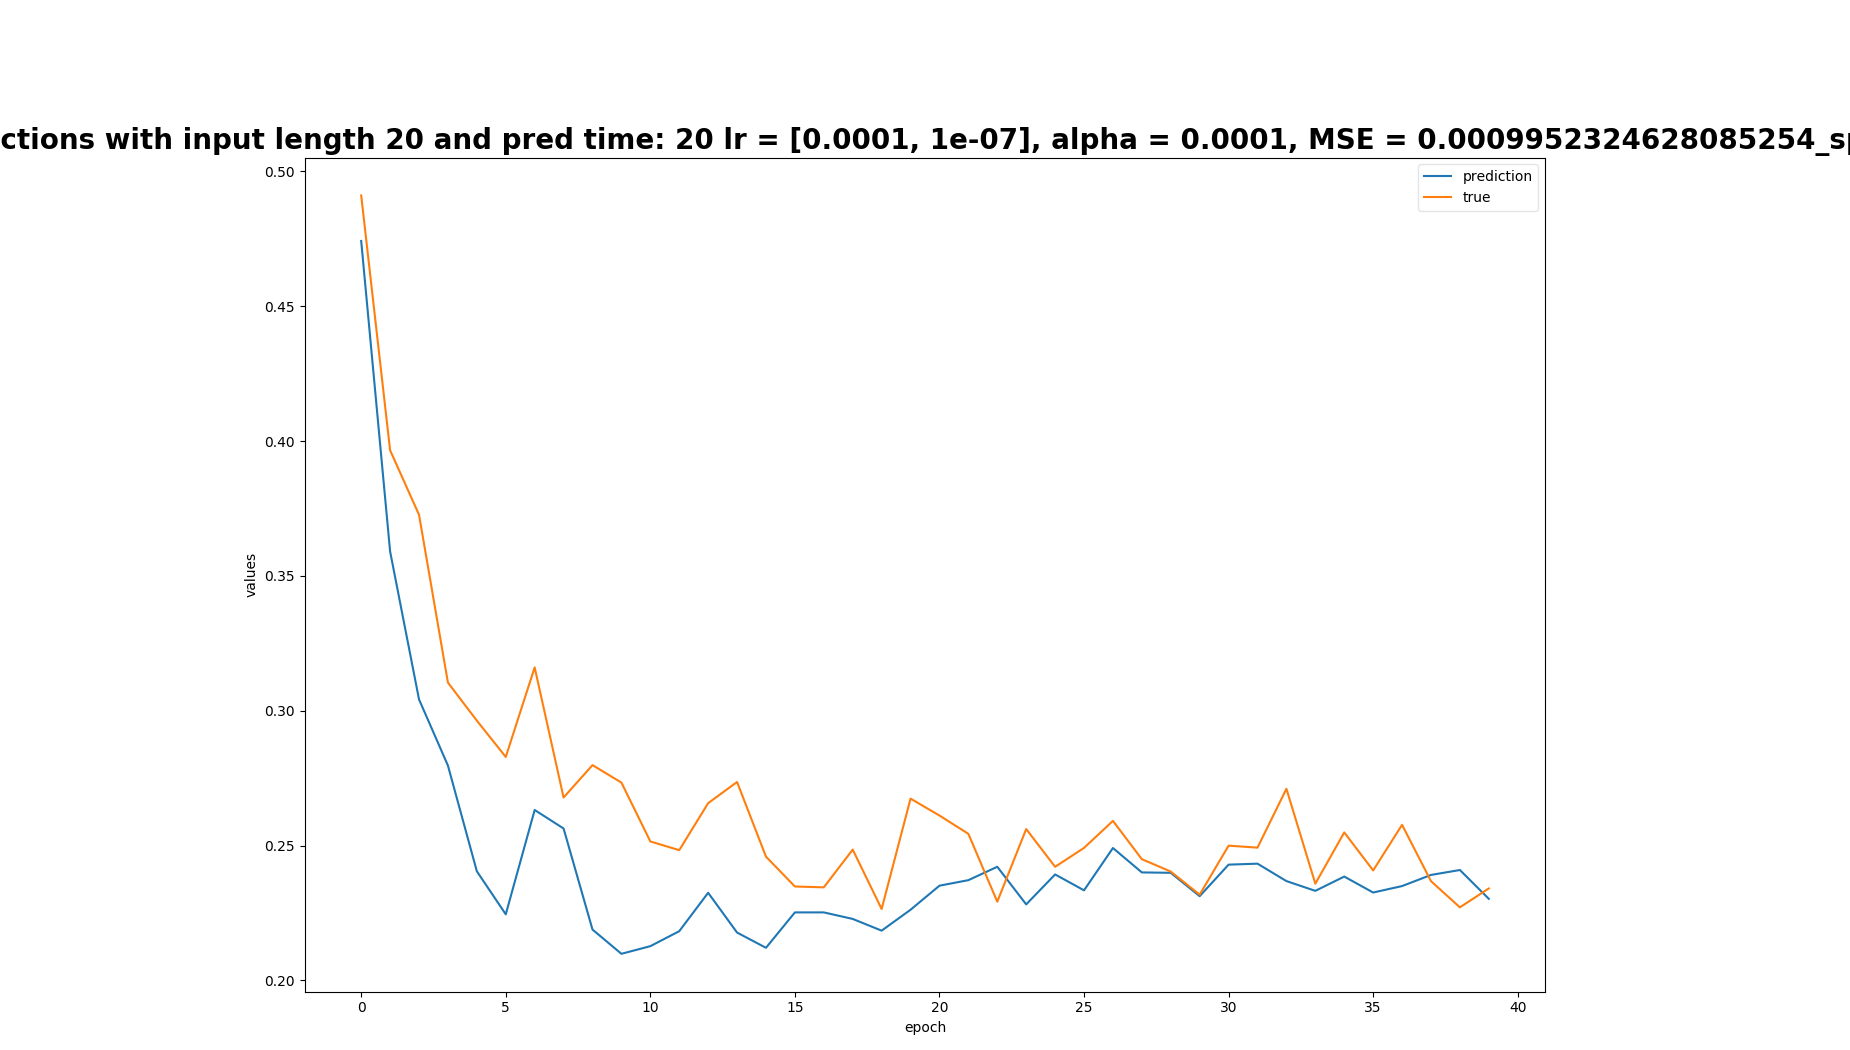 ctions with input length 20 and pred time: 20 lr = [0.0001, 1e-07], alpha = 0.0001, MSE = 0.0009952324628085254_sp
prediction
true
0.50
0.45
0.40
0.35
0.30
0.25
0.20
values
0 5 10 15 20 25 30 35 40
epoch